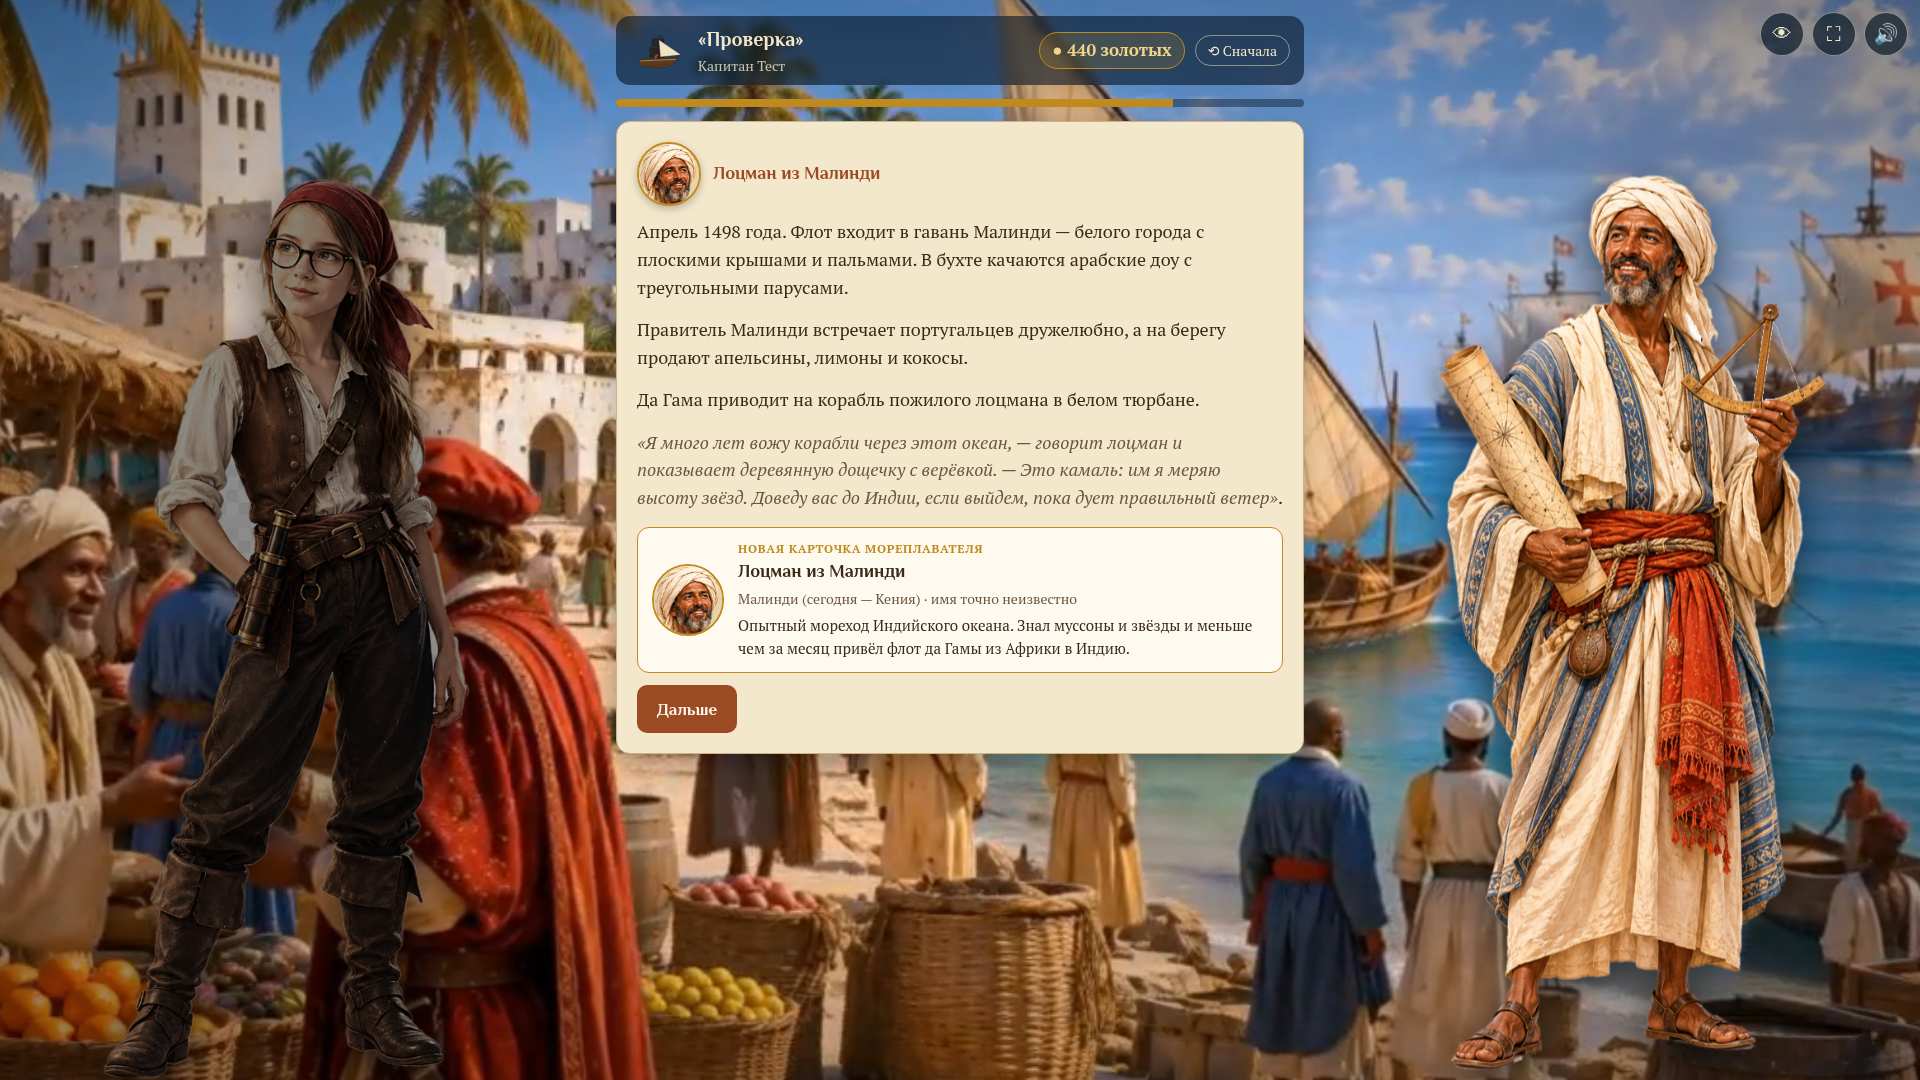 «Проверка»
Капитан Тест
● 440 золотых
⟲ Сначала
Лоцман из Малинди
Апрель 1498 года. Флот входит в гавань Малинди — белого города с
плоскими крышами и пальмами. В бухте качаются арабские доу с
треугольными парусами.
Правитель Малинди встречает португальцев дружелюбно, а на берегу
продают апельсины, лимоны и кокосы.
Да Гама приводит на корабль пожилого лоцмана в белом тюрбане.
«Я много лет вожу корабли через этот океан, — говорит лоцман и
показывает деревянную дощечку с верёвкой. — Это камаль: им я меряю
высоту звёзд. Доведу вас до Индии, если выйдем, пока дует правильный ветер».
НОВАЯ КАРТОЧКА МОРЕПЛАВАТЕЛЯ
Лоцман из Малинди
Малинди (сегодня — Кения) · имя точно неизвестно
Опытный мореход Индийского океана. Знал муссоны и звёзды и меньше
чем за месяц привёл флот да Гамы из Африки в Индию.
Дальше